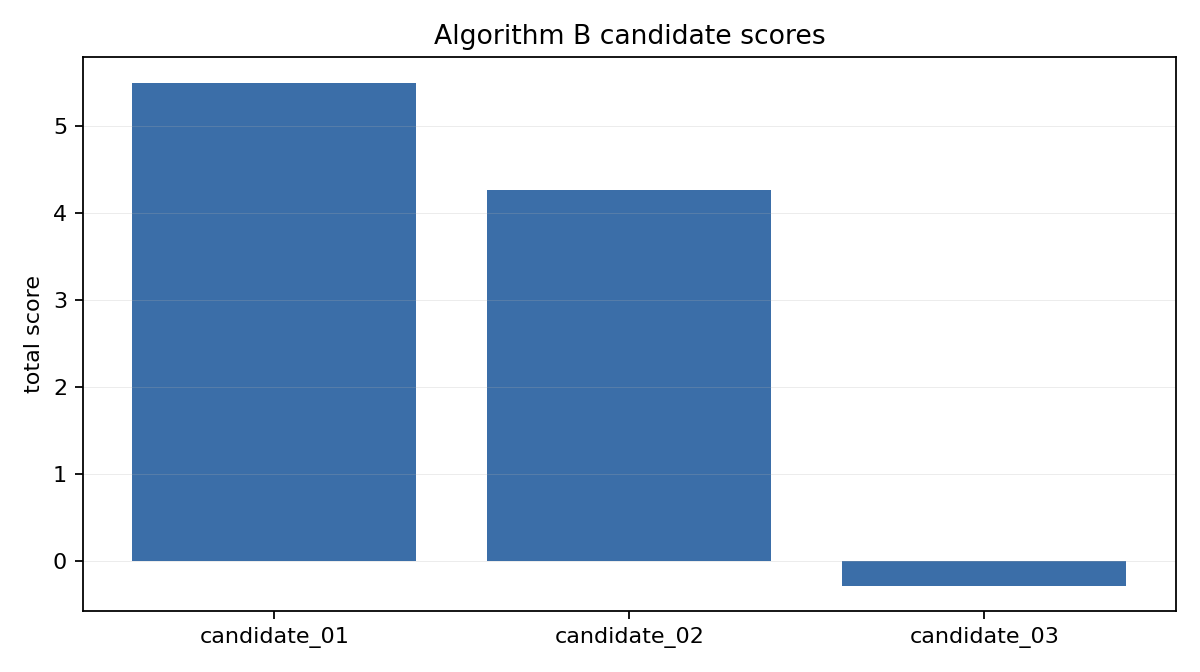 Algorithm B candidate scores
total score
5
4
3
2
1
0
candidate_01
candidate_02
candidate_03